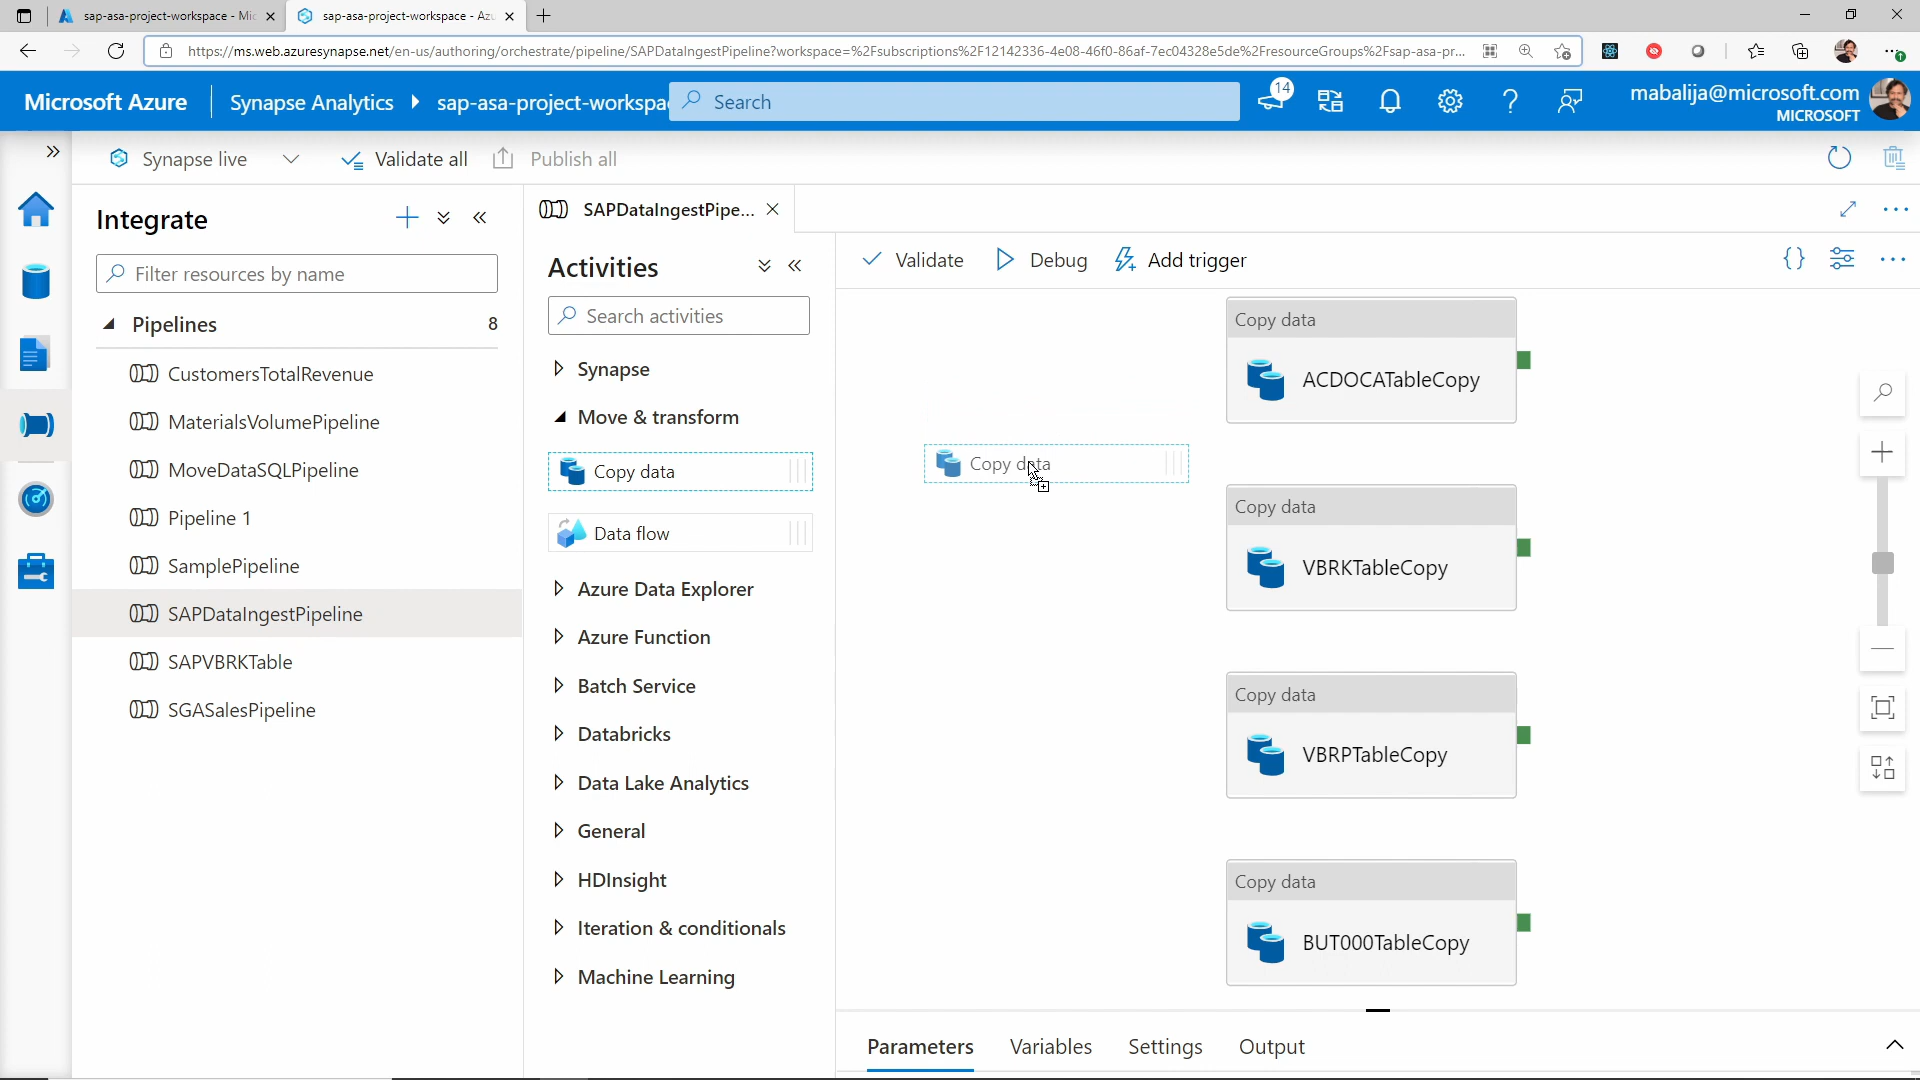 sap-asa-project-workspace - Mic
sap-asa-project-workspace - Azu
https://ms.web.azuresynapse.net/en-us/authoring/orchestrate/pipeline/SAPDataIngestPipeline?workspace=%2Fsubscriptions%2F12142336-4e08-46f0-86af-7ec04328e5de%2FresourceGroups%2Fsap-asa-pr...
Microsoft Azure
Synapse Analytics
sap-asa-project-workspa
Search
14
mabalija@microsoft.com
MICROSOFT
Synapse live
Validate all
Publish all
Integrate
Filter resources by name
Pipelines
8
CustomersTotalRevenue
MaterialsVolumePipeline
MoveDataSQLPipeline
Pipeline 1
SamplePipeline
SAPDataIngestPipeline
SAPVBRKTable
SGASalesPipeline
SAPDataIngestPipe...
Activities
Search activities
Synapse
Move & transform
Copy data
Data flow
Azure Data Explorer
Azure Function
Batch Service
Databricks
Data Lake Analytics
General
HDInsight
Iteration & conditionals
Machine Learning
Validate
Debug
Add trigger
Copy data
Copy data
ACDOCATableCopy
Copy data
VBRKTableCopy
Copy data
VBRPTableCopy
Copy data
BUT000TableCopy
Parameters
Variables
Settings
Output